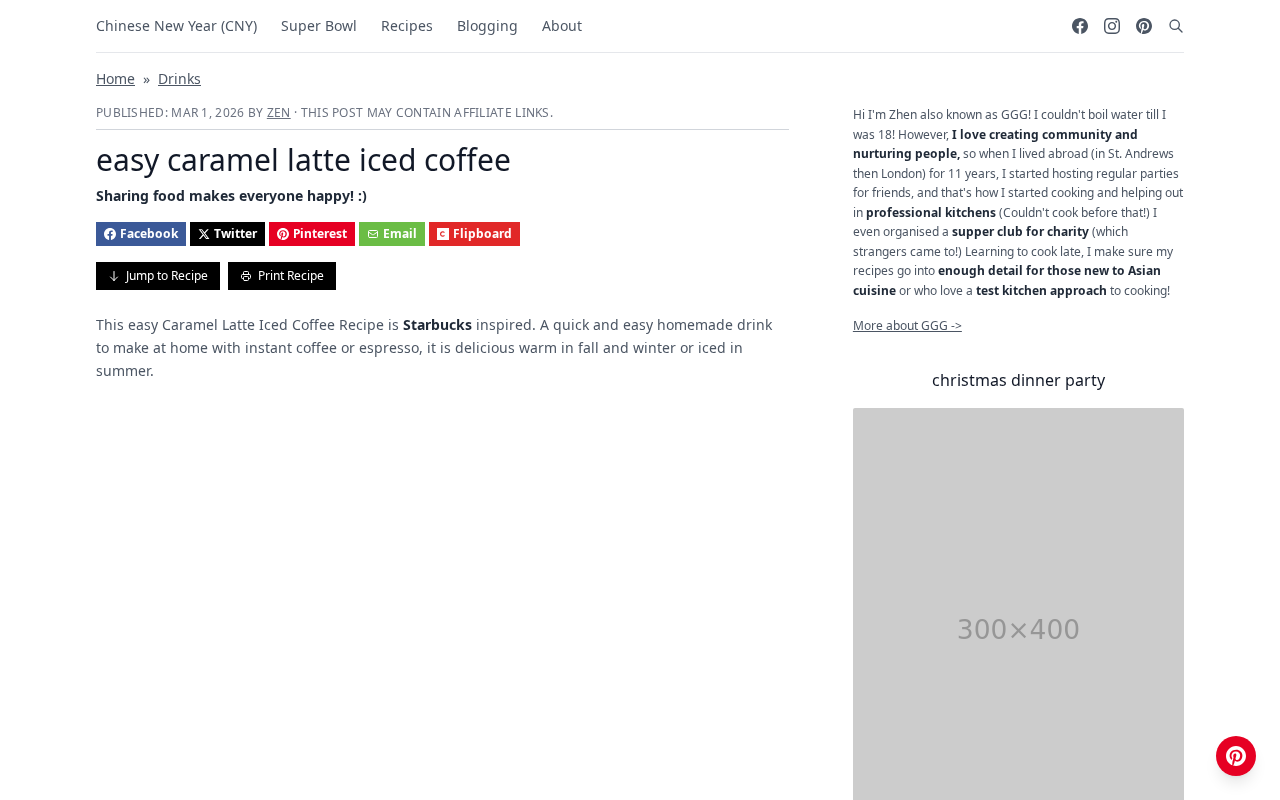 Chinese New Year (CNY) Super Bowl Recipes Blogging About
Home » Drinks
PUBLISHED: MAR 1, 2026 BY ZEN · THIS POST MAY CONTAIN AFFILIATE LINKS.
easy caramel latte iced coffee
Sharing food makes everyone happy! :)
Facebook Twitter Pinterest Email Flipboard
Jump to Recipe Print Recipe
This easy Caramel Latte Iced Coffee Recipe is Starbucks inspired. A quick and easy homemade drink
to make at home with instant coffee or espresso, it is delicious warm in fall and winter or iced in
summer.
Hi I'm Zhen also known as GGG! I couldn't boil water till I
was 18! However, I love creating community and
nurturing people, so when I lived abroad (in St. Andrews
then London) for 11 years, I started hosting regular parties
for friends, and that's how I started cooking and helping out
in professional kitchens (Couldn't cook before that!) I
even organised a supper club for charity (which
strangers came to!) Learning to cook late, I make sure my
recipes go into enough detail for those new to Asian
cuisine or who love a test kitchen approach to cooking!
More about GGG ->
christmas dinner party
300×400